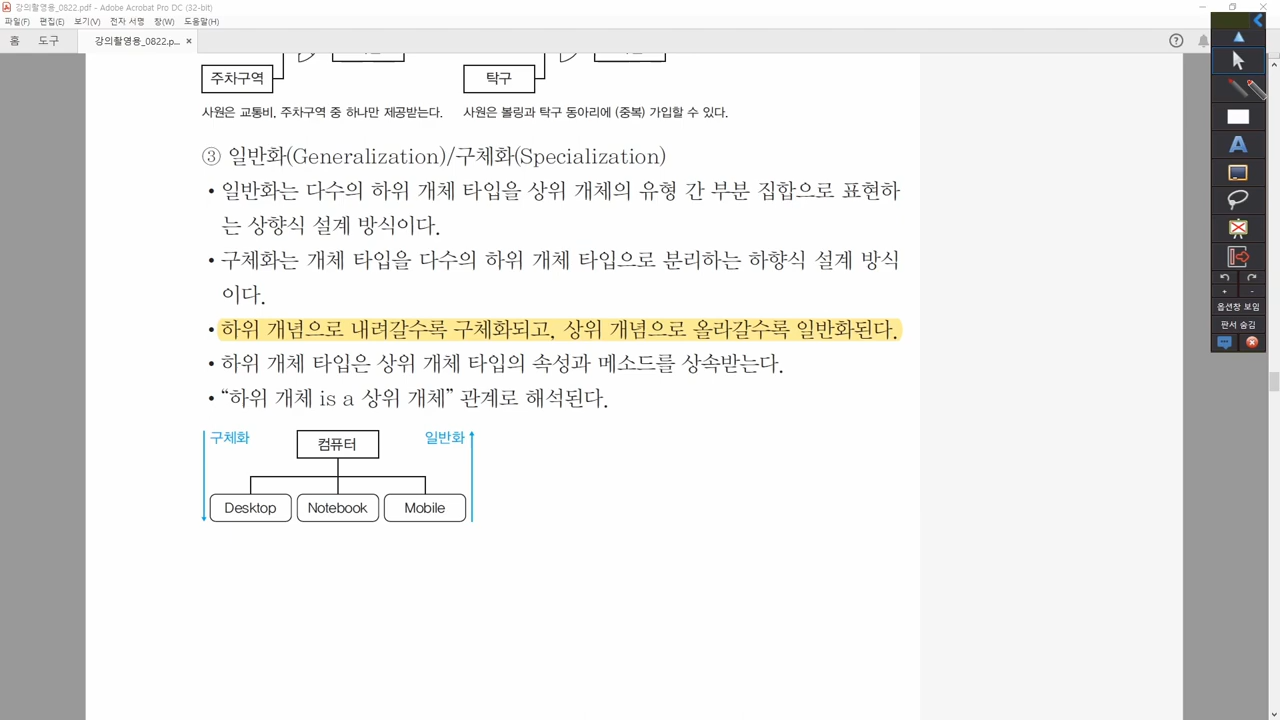 강의촬영용_0822.pdf - Adobe Acrobat Pro DC (32-bit)
파일(F) 편집(E) 보기(V) 전자 서명 창(W) 도움말(H)
홈 도구 강의촬영용_0822.p... ×
주차구역 탁구
사원은 교통비, 주차구역 중 하나만 제공받는다. 사원은 볼링과 탁구 동아리에 (중복) 가입할 수 있다.
③ 일반화(Generalization)/구체화(Specialization)
• 일반화는 다수의 하위 개체 타입을 상위 개체의 유형 간 부분 집합으로 표현하
는 상향식 설계 방식이다.
• 구체화는 개체 타입을 다수의 하위 개체 타입으로 분리하는 하향식 설계 방식
이다.
• 하위 개념으로 내려갈수록 구체화되고, 상위 개념으로 올라갈수록 일반화된다.
• 하위 개체 타입은 상위 개체 타입의 속성과 메소드를 상속받는다.
• “하위 개체 is a 상위 개체” 관계로 해석된다.
구체화 컴퓨터 일반화
Desktop Notebook Mobile
A
+ -
옵션창 보임
판서 숨김